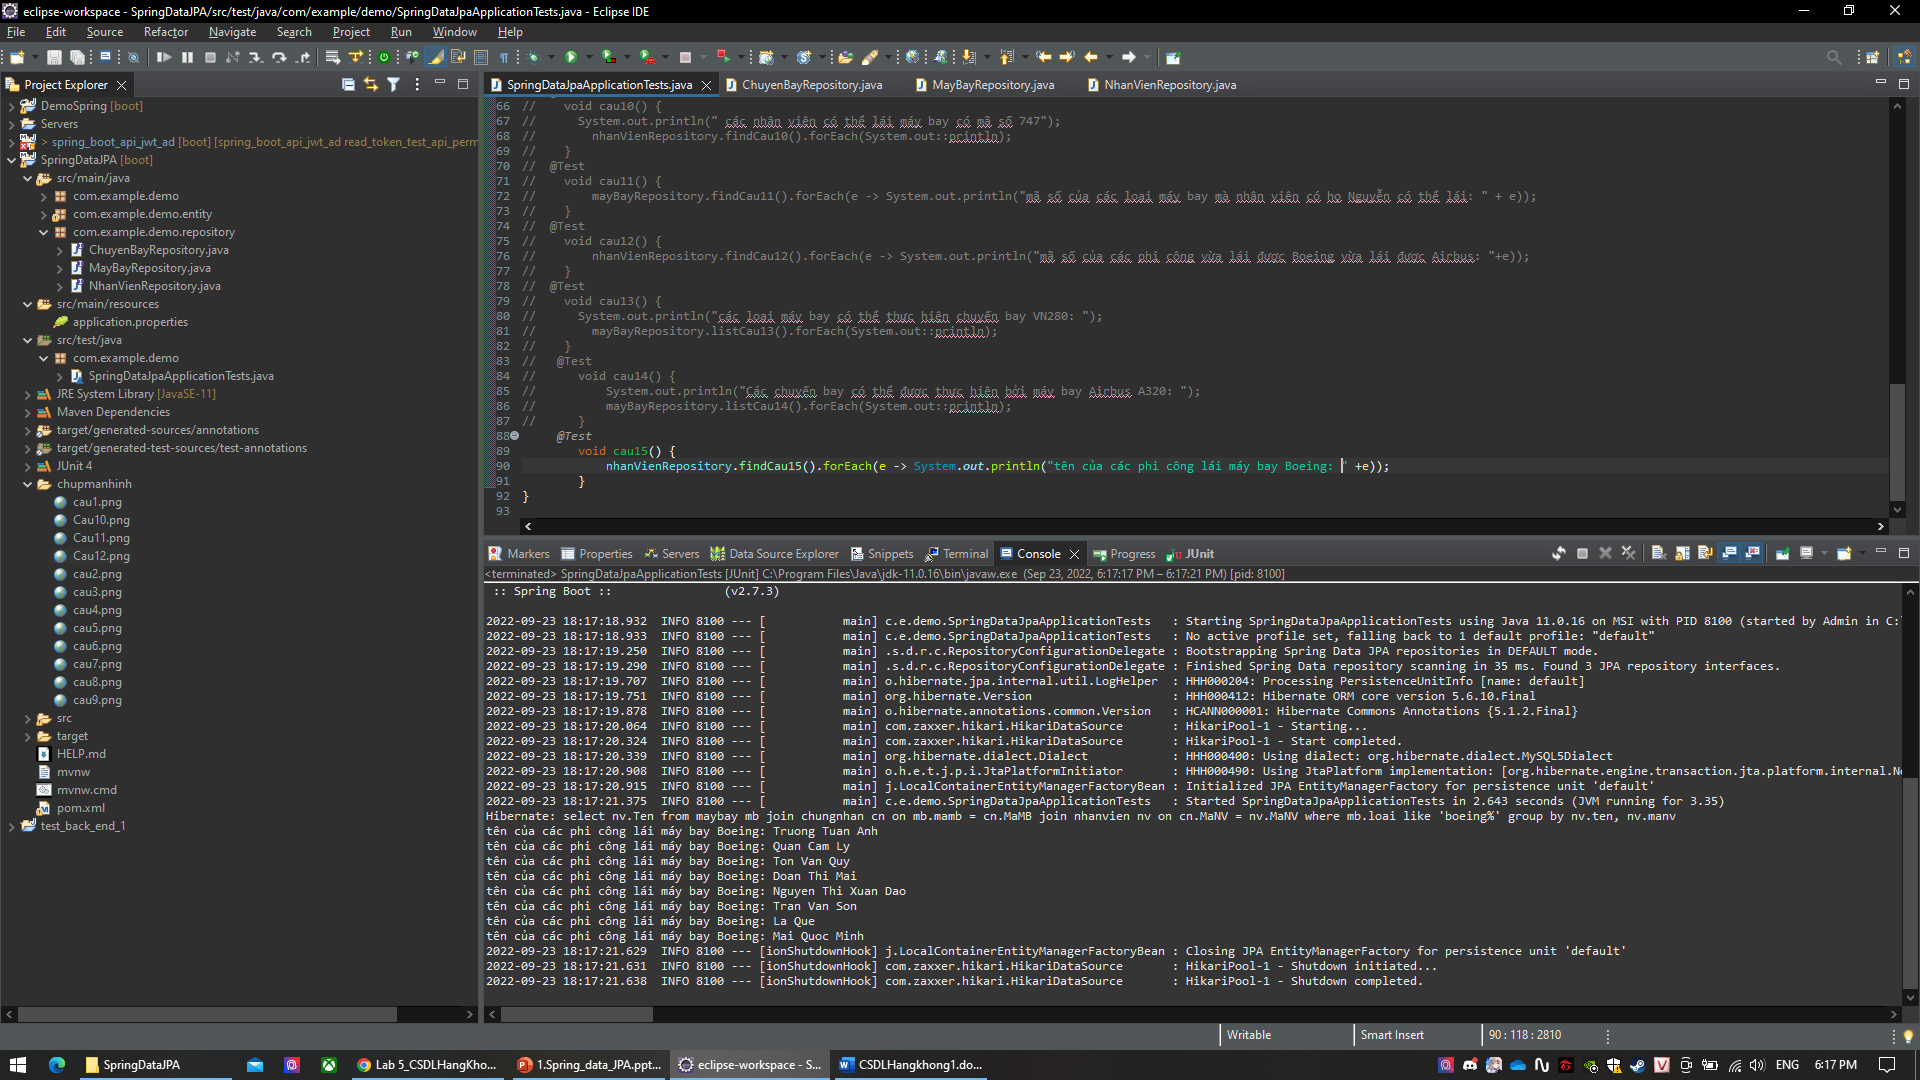 eclipse-workspace - SpringDataJPA/src/test/java/com/example/demo/SpringDataJpaApplicationTests.java - Eclipse IDE
File Edit Source Refactor Navigate Search Project Run Window Help
Project Explorer
DemoSpring [boot]
Servers
> spring_boot_api_jwt_ad [boot] [spring_boot_api_jwt_ad read_token_test_api_perm
SpringDataJPA [boot]
src/main/java
com.example.demo
com.example.demo.entity
com.example.demo.repository
ChuyenBayRepository.java
MayBayRepository.java
NhanVienRepository.java
src/main/resources
application.properties
src/test/java
com.example.demo
SpringDataJpaApplicationTests.java
JRE System Library [JavaSE-11]
Maven Dependencies
target/generated-sources/annotations
target/generated-test-sources/test-annotations
JUnit 4
chupmanhinh
cau1.png
Cau10.png
Cau11.png
Cau12.png
cau2.png
cau3.png
cau4.png
cau5.png
cau6.png
cau7.png
cau8.png
cau9.png
src
target
HELP.md
mvnw
mvnw.cmd
pom.xml
test_back_end_1
SpringDataJpaApplicationTests.java ChuyenBayRepository.java MayBayRepository.java NhanVienRepository.java
66 // void cau10() {
67 // System.out.println(" các nhân viên có thể lái máy bay có mã số 747");
68 // nhanVienRepository.findCau10().forEach(System.out::println);
69 // }
70 // @Test
71 // void cau11() {
72 // mayBayRepository.findCau11().forEach(e -> System.out.println("mã số của các loại máy bay mà nhân viên có họ Nguyễn có thể lái: " + e));
73 // }
74 // @Test
75 // void cau12() {
76 // nhanVienRepository.findCau12().forEach(e -> System.out.println("mã số của các phi công vừa lái được Boeing vừa lái được Airbus: "+e));
77 // }
78 // @Test
79 // void cau13() {
80 // System.out.println("các loại máy bay có thể thực hiện chuyến bay VN280: ");
81 // mayBayRepository.listCau13().forEach(System.out::println);
82 // }
83 // @Test
84 // void cau14() {
85 // System.out.println("Các chuyến bay có thể được thực hiện bởi máy bay Airbus A320: ");
86 // mayBayRepository.listCau14().forEach(System.out::println);
87 // }
88 @Test
89 void cau15() {
90 nhanVienRepository.findCau15().forEach(e -> System.out.println("tên của các phi công lái máy bay Boeing: " +e));
91 }
92 }
93
Markers Properties Servers Data Source Explorer Snippets Terminal Console Progress JUnit
<terminated> SpringDataJpaApplicationTests [JUnit] C:\Program Files\Java\jdk-11.0.16\bin\javaw.exe (Sep 23, 2022, 6:17:17 PM – 6:17:21 PM) [pid: 8100]
:: Spring Boot :: (v2.7.3)
2022-09-23 18:17:18.932 INFO 8100 --- [ main] c.e.demo.SpringDataJpaApplicationTests : Starting SpringDataJpaApplicationTests using Java 11.0.16 on MSI with PID 8100 (started by Admin in C:
2022-09-23 18:17:18.933 INFO 8100 --- [ main] c.e.demo.SpringDataJpaApplicationTests : No active profile set, falling back to 1 default profile: "default"
2022-09-23 18:17:19.250 INFO 8100 --- [ main] .s.d.r.c.RepositoryConfigurationDelegate : Bootstrapping Spring Data JPA repositories in DEFAULT mode.
2022-09-23 18:17:19.290 INFO 8100 --- [ main] .s.d.r.c.RepositoryConfigurationDelegate : Finished Spring Data repository scanning in 35 ms. Found 3 JPA repository interfaces.
2022-09-23 18:17:19.707 INFO 8100 --- [ main] o.hibernate.jpa.internal.util.LogHelper : HHH000204: Processing PersistenceUnitInfo [name: default]
2022-09-23 18:17:19.751 INFO 8100 --- [ main] org.hibernate.Version : HHH000412: Hibernate ORM core version 5.6.10.Final
2022-09-23 18:17:19.878 INFO 8100 --- [ main] o.hibernate.annotations.common.Version : HCANN000001: Hibernate Commons Annotations {5.1.2.Final}
2022-09-23 18:17:20.064 INFO 8100 --- [ main] com.zaxxer.hikari.HikariDataSource : HikariPool-1 - Starting...
2022-09-23 18:17:20.324 INFO 8100 --- [ main] com.zaxxer.hikari.HikariDataSource : HikariPool-1 - Start completed.
2022-09-23 18:17:20.339 INFO 8100 --- [ main] org.hibernate.dialect.Dialect : HHH000400: Using dialect: org.hibernate.dialect.MySQL5Dialect
2022-09-23 18:17:20.908 INFO 8100 --- [ main] o.h.e.t.j.p.i.JtaPlatformInitiator : HHH000490: Using JtaPlatform implementation: [org.hibernate.engine.transaction.jta.platform.internal.No
2022-09-23 18:17:20.915 INFO 8100 --- [ main] j.LocalContainerEntityManagerFactoryBean : Initialized JPA EntityManagerFactory for persistence unit 'default'
2022-09-23 18:17:21.375 INFO 8100 --- [ main] c.e.demo.SpringDataJpaApplicationTests : Started SpringDataJpaApplicationTests in 2.643 seconds (JVM running for 3.35)
Hibernate: select nv.Ten from maybay mb join chungnhan cn on mb.mamb = cn.MaMB join nhanvien nv on cn.MaNV = nv.MaNV where mb.loai like 'boeing%' group by nv.ten, nv.manv
tên của các phi công lái máy bay Boeing: Truong Tuan Anh
tên của các phi công lái máy bay Boeing: Quan Cam Ly
tên của các phi công lái máy bay Boeing: Ton Van Quy
tên của các phi công lái máy bay Boeing: Doan Thi Mai
tên của các phi công lái máy bay Boeing: Nguyen Thi Xuan Dao
tên của các phi công lái máy bay Boeing: Tran Van Son
tên của các phi công lái máy bay Boeing: La Que
tên của các phi công lái máy bay Boeing: Mai Quoc Minh
2022-09-23 18:17:21.629 INFO 8100 --- [ionShutdownHook] j.LocalContainerEntityManagerFactoryBean : Closing JPA EntityManagerFactory for persistence unit 'default'
2022-09-23 18:17:21.631 INFO 8100 --- [ionShutdownHook] com.zaxxer.hikari.HikariDataSource : HikariPool-1 - Shutdown initiated...
2022-09-23 18:17:21.638 INFO 8100 --- [ionShutdownHook] com.zaxxer.hikari.HikariDataSource : HikariPool-1 - Shutdown completed.
Writable Smart Insert 90 : 118 : 2810
SpringDataJPA Lab 5_CSDLHangKho... 1.Spring_data_JPA.ppt... eclipse-workspace - S... CSDLHangkhong1.do... ENG 6:17 PM